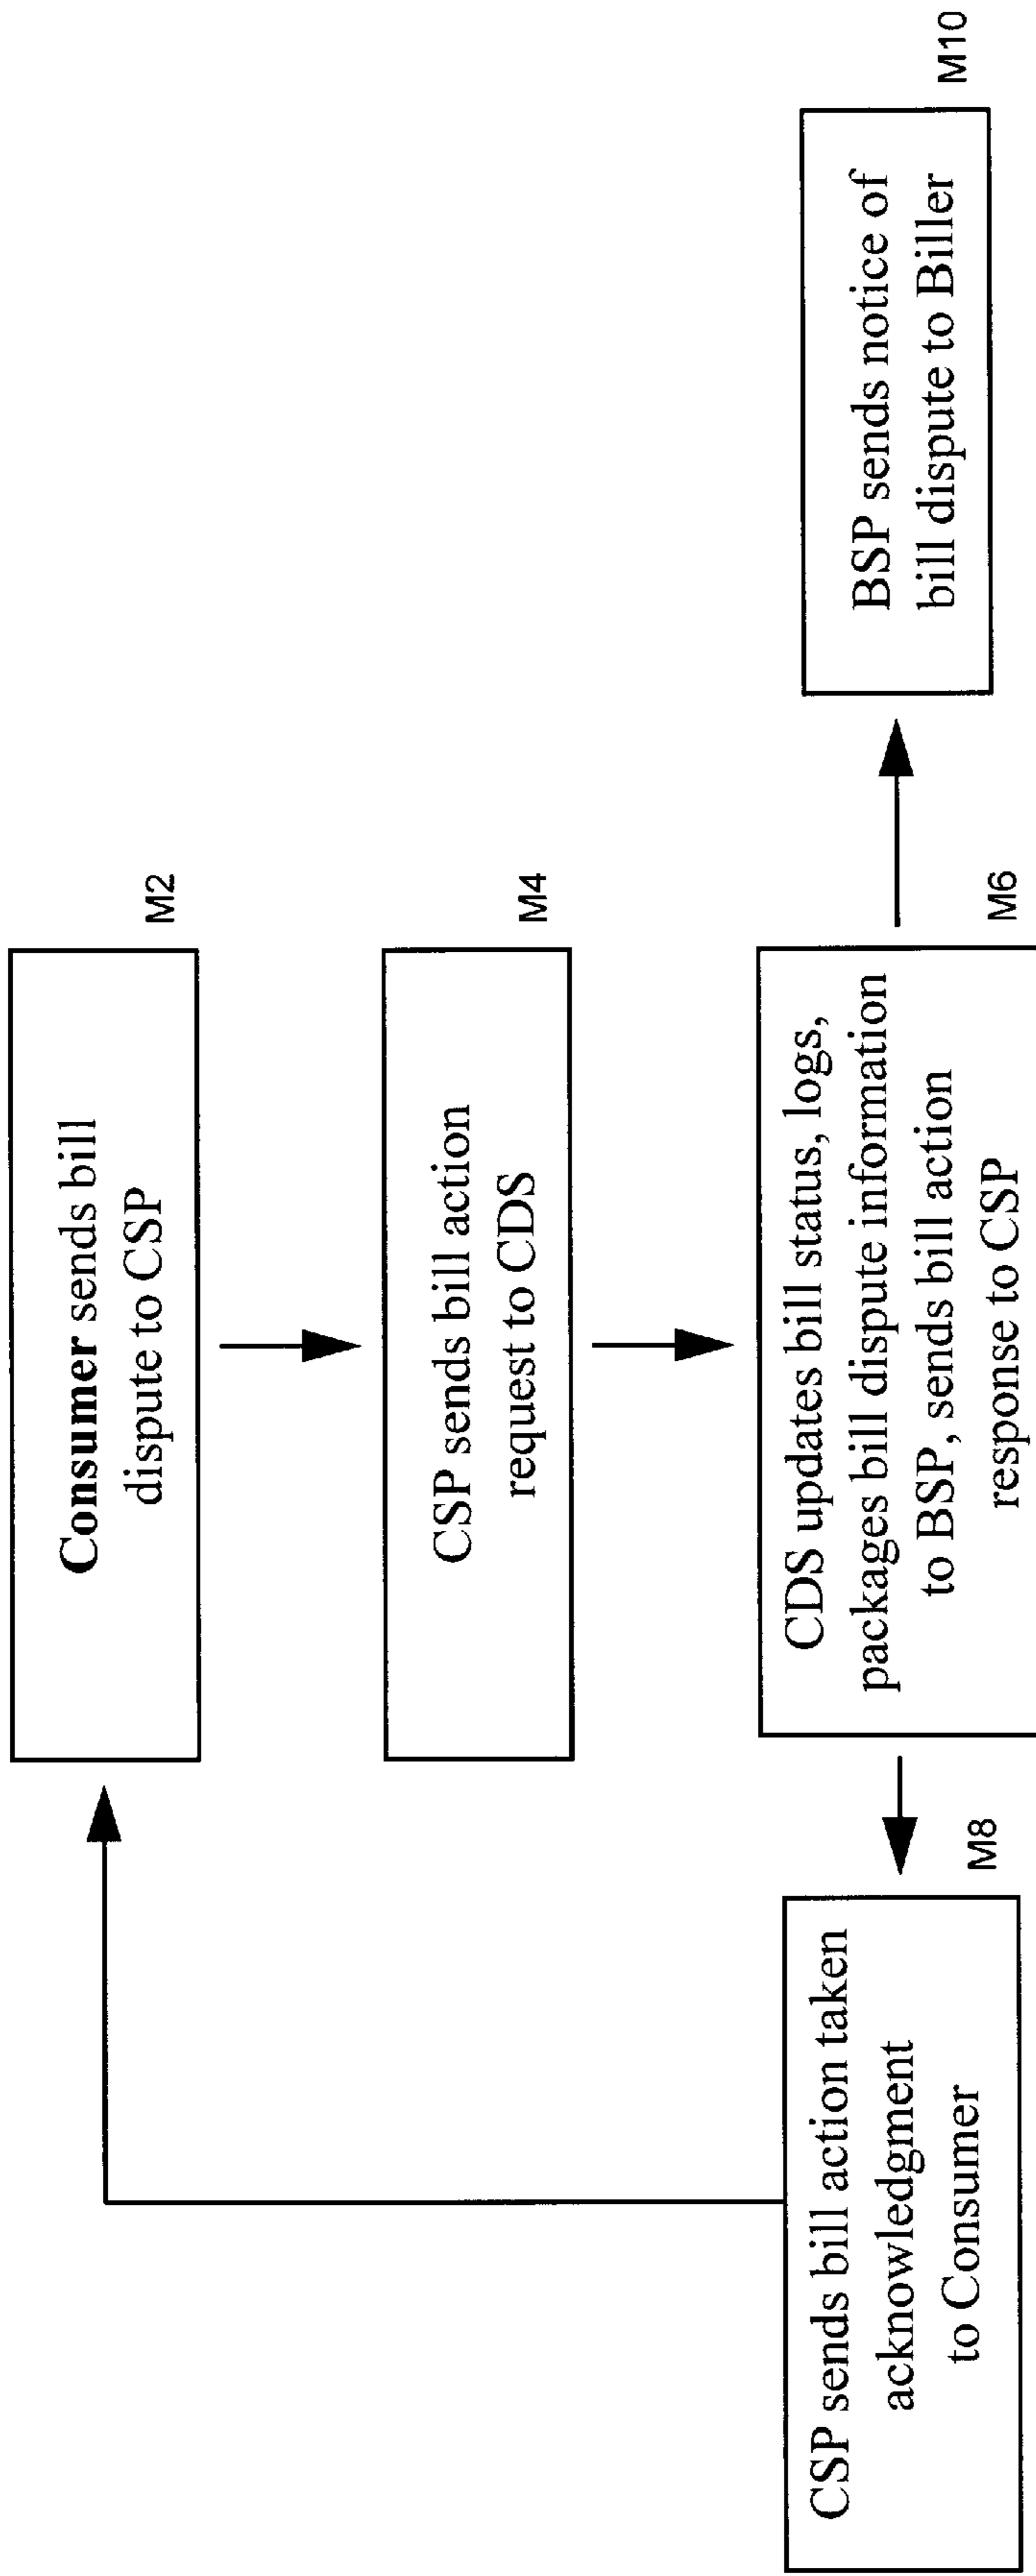 Consumer sends bill
dispute to CSP
M2
CSP sends bill action
request to CDS
M4
CDS updates bill status, logs,
packages bill dispute information
to BSP, sends bill action
response to CSP
M6
CSP sends bill action taken
acknowledgment
to Consumer
M8
BSP sends notice of
bill dispute to Biller
M10